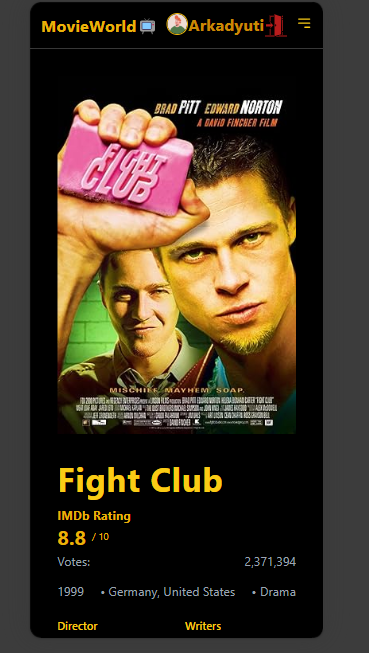 MovieWorld
Arkadyuti
BRAD PITT EDWARD NORTON
A DAVID FINCHER FILM
FIGHT
CLUB
MISCHIEF. MAYHEM. SOAP.
Fight Club
IMDb Rating
8.8 / 10
Votes: 2,371,394
1999 • Germany, United States • Drama
Director Writers